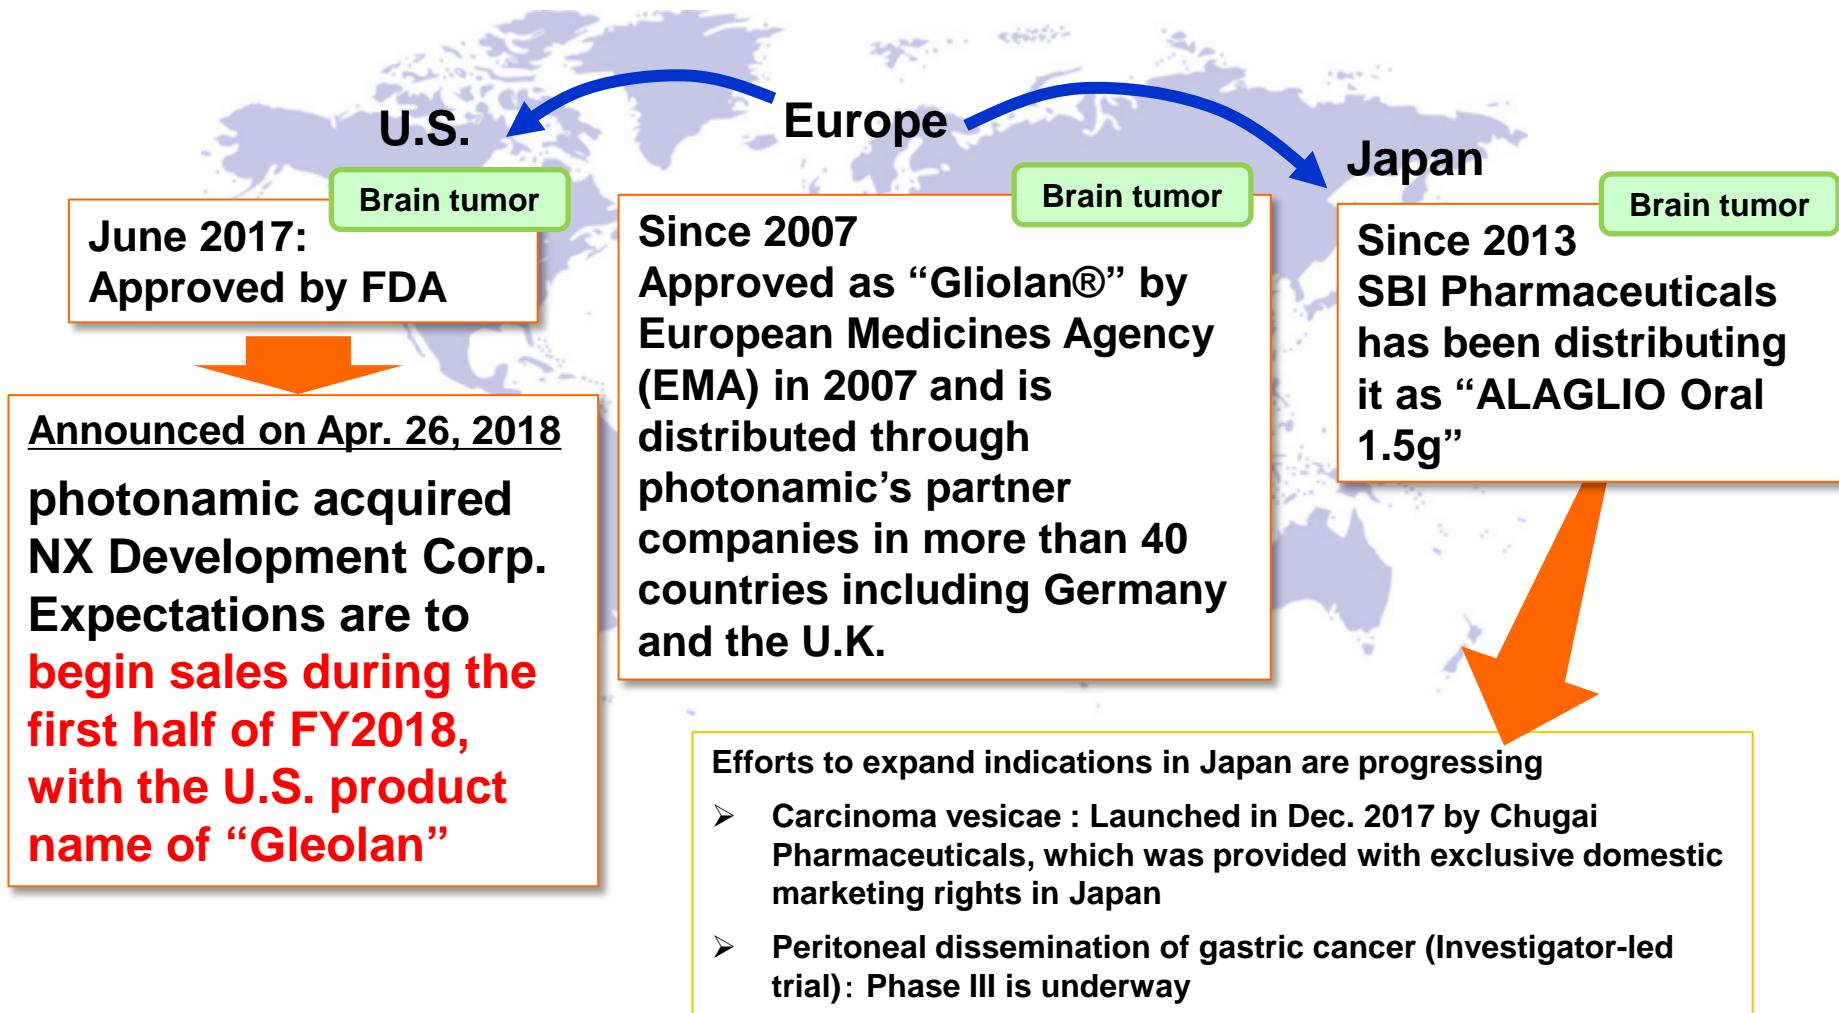 U.S.
Europe
Japan
Brain tumor
June 2017:
Approved by FDA
Announced on Apr. 26, 2018
photonamic acquired
NX Development Corp.
Expectations are to
begin sales during the
first half of FY2018,
with the U.S. product
name of “Gleolan”
Brain tumor
Since 2007
Approved as “Gliolan®” by
European Medicines Agency
(EMA) in 2007 and is
distributed through
photonamic’s partner
companies in more than 40
countries including Germany
and the U.K.
Brain tumor
Since 2013
SBI Pharmaceuticals
has been distributing
it as “ALAGLIO Oral
1.5g”
Efforts to expand indications in Japan are progressing
➢ Carcinoma vesicae : Launched in Dec. 2017 by Chugai
Pharmaceuticals, which was provided with exclusive domestic
marketing rights in Japan
➢ Peritoneal dissemination of gastric cancer (Investigator-led
trial)： Phase III is underway